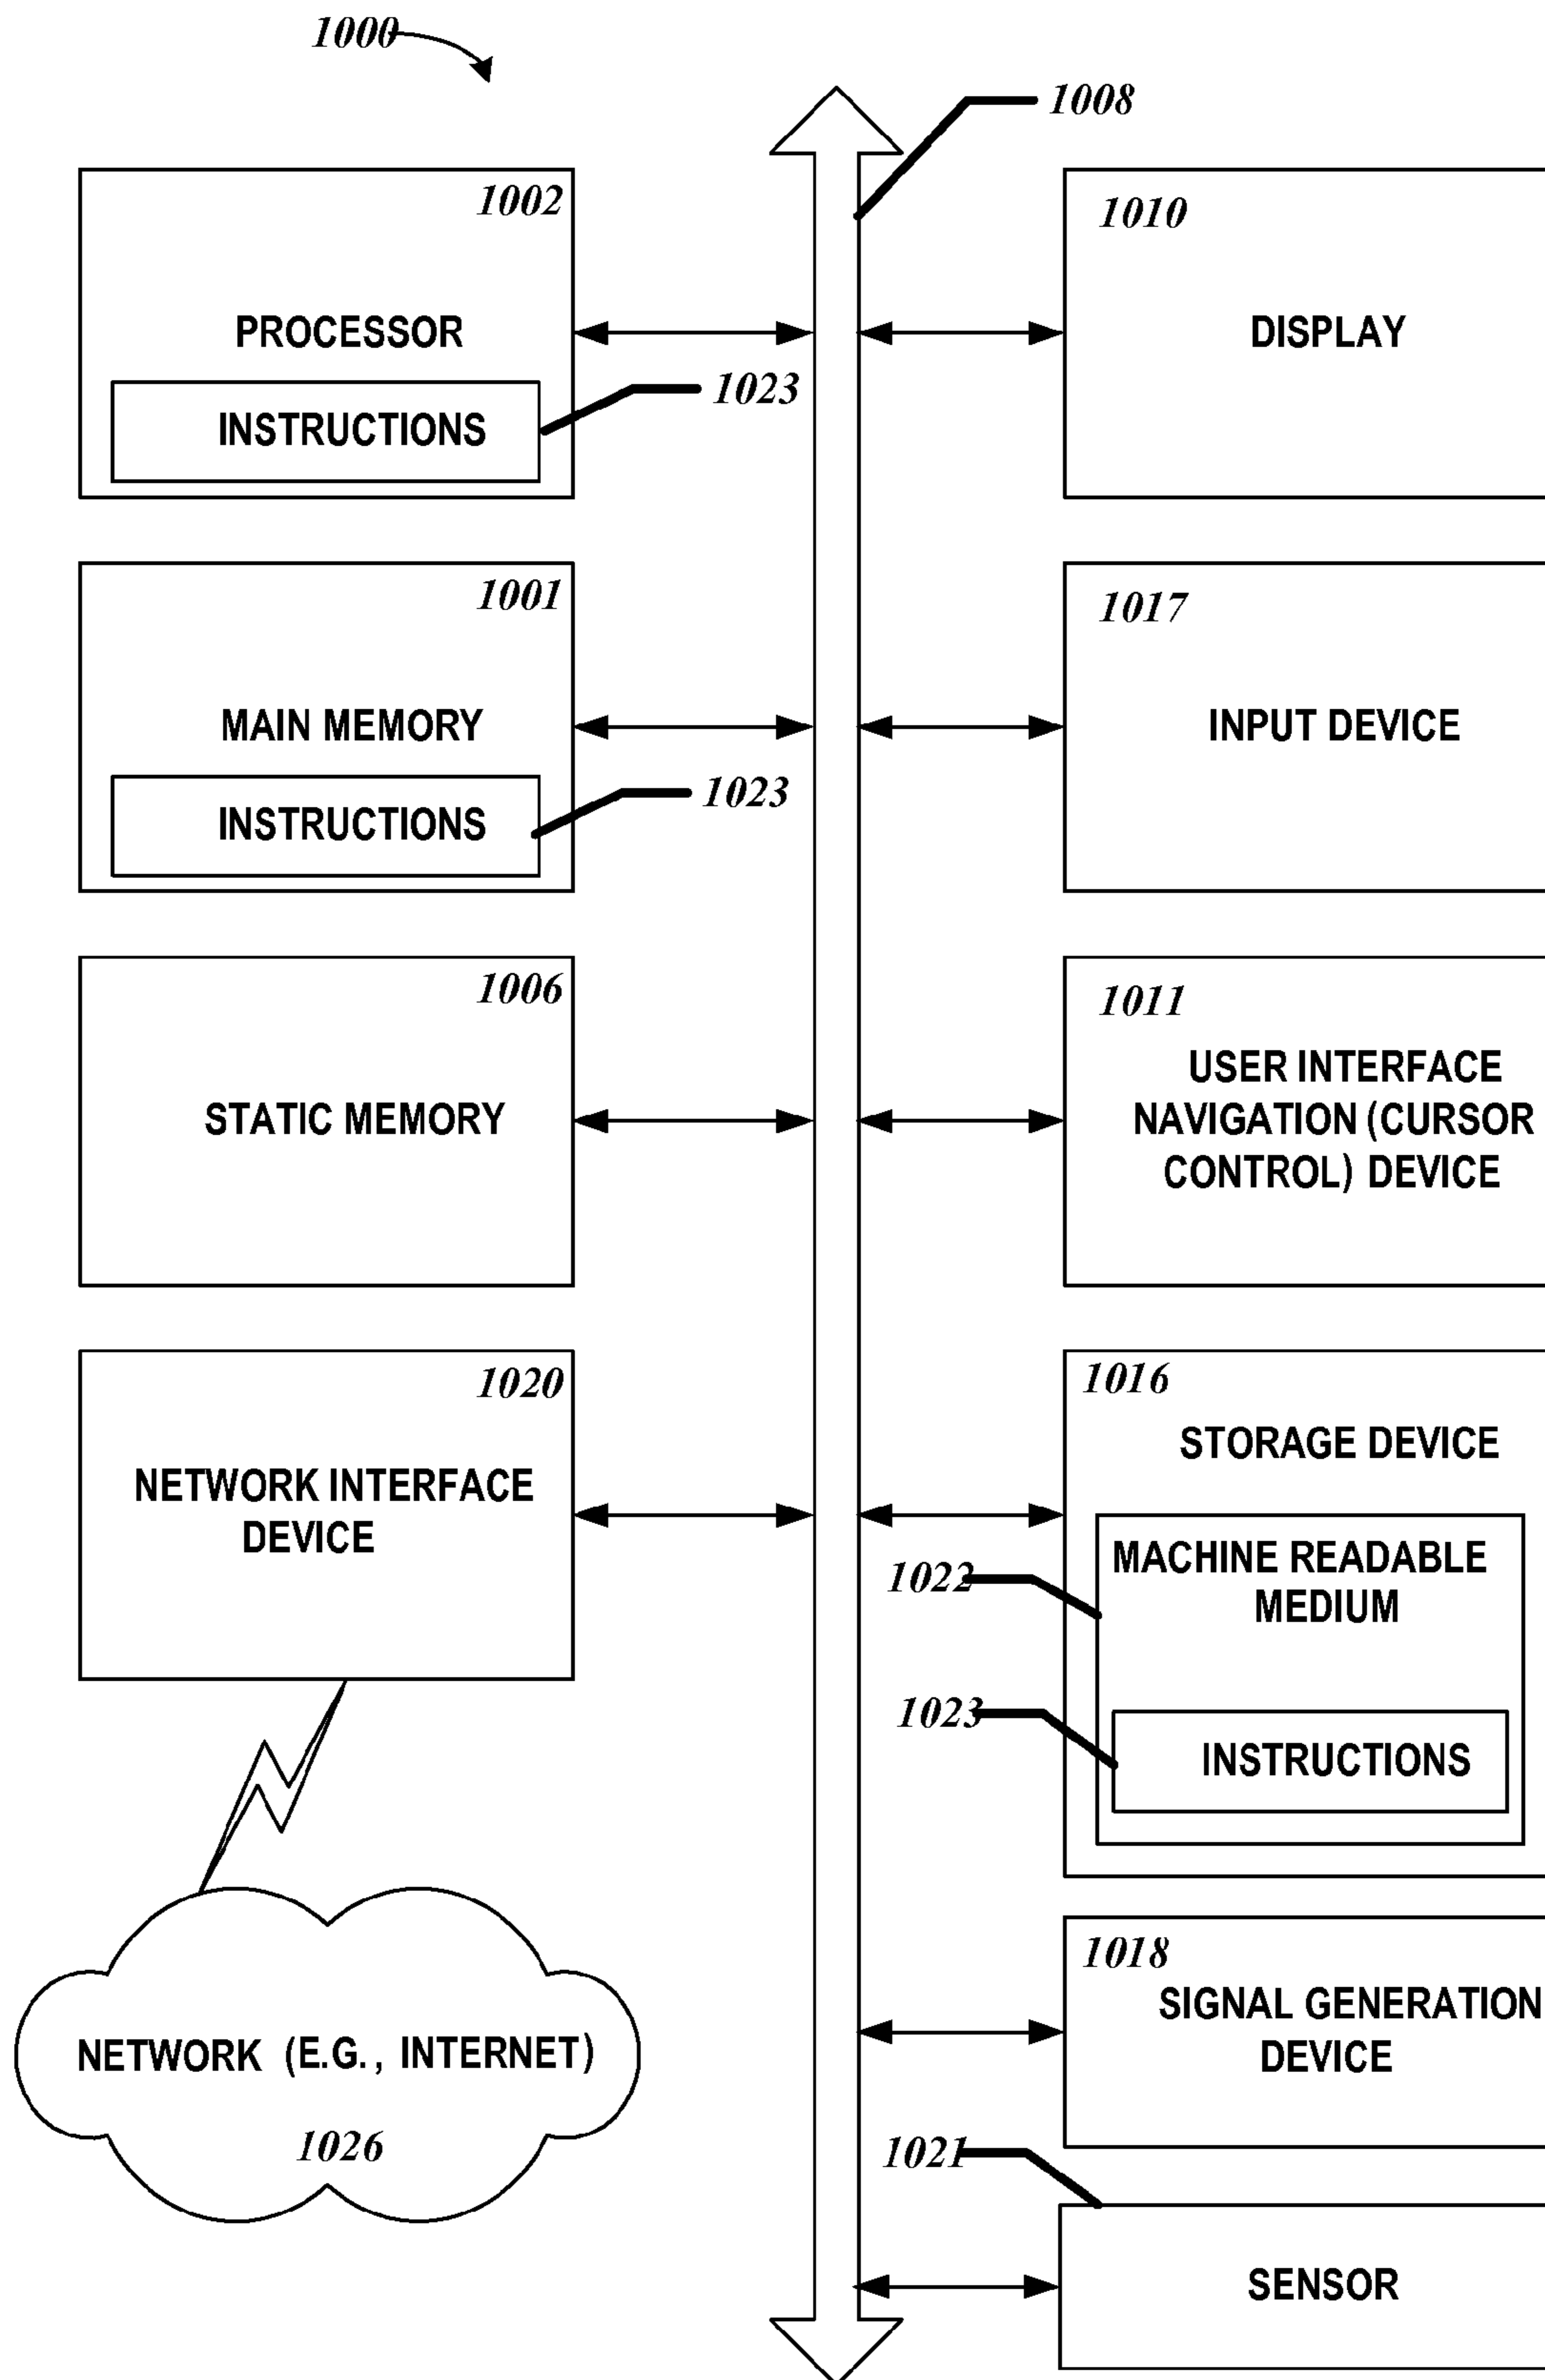 1000
1008
1002
PROCESSOR
INSTRUCTIONS
1023
1001
MAIN MEMORY
INSTRUCTIONS
1023
1006
STATIC MEMORY
1020
NETWORK INTERFACE
DEVICE
NETWORK (E.G., INTERNET)
1026
1010
DISPLAY
1017
INPUT DEVICE
1011
USER INTERFACE
NAVIGATION (CURSOR
CONTROL) DEVICE
1016
STORAGE DEVICE
1022
MACHINE READABLE
MEDIUM
1023
INSTRUCTIONS
1018
SIGNAL GENERATION
DEVICE
1021
SENSOR